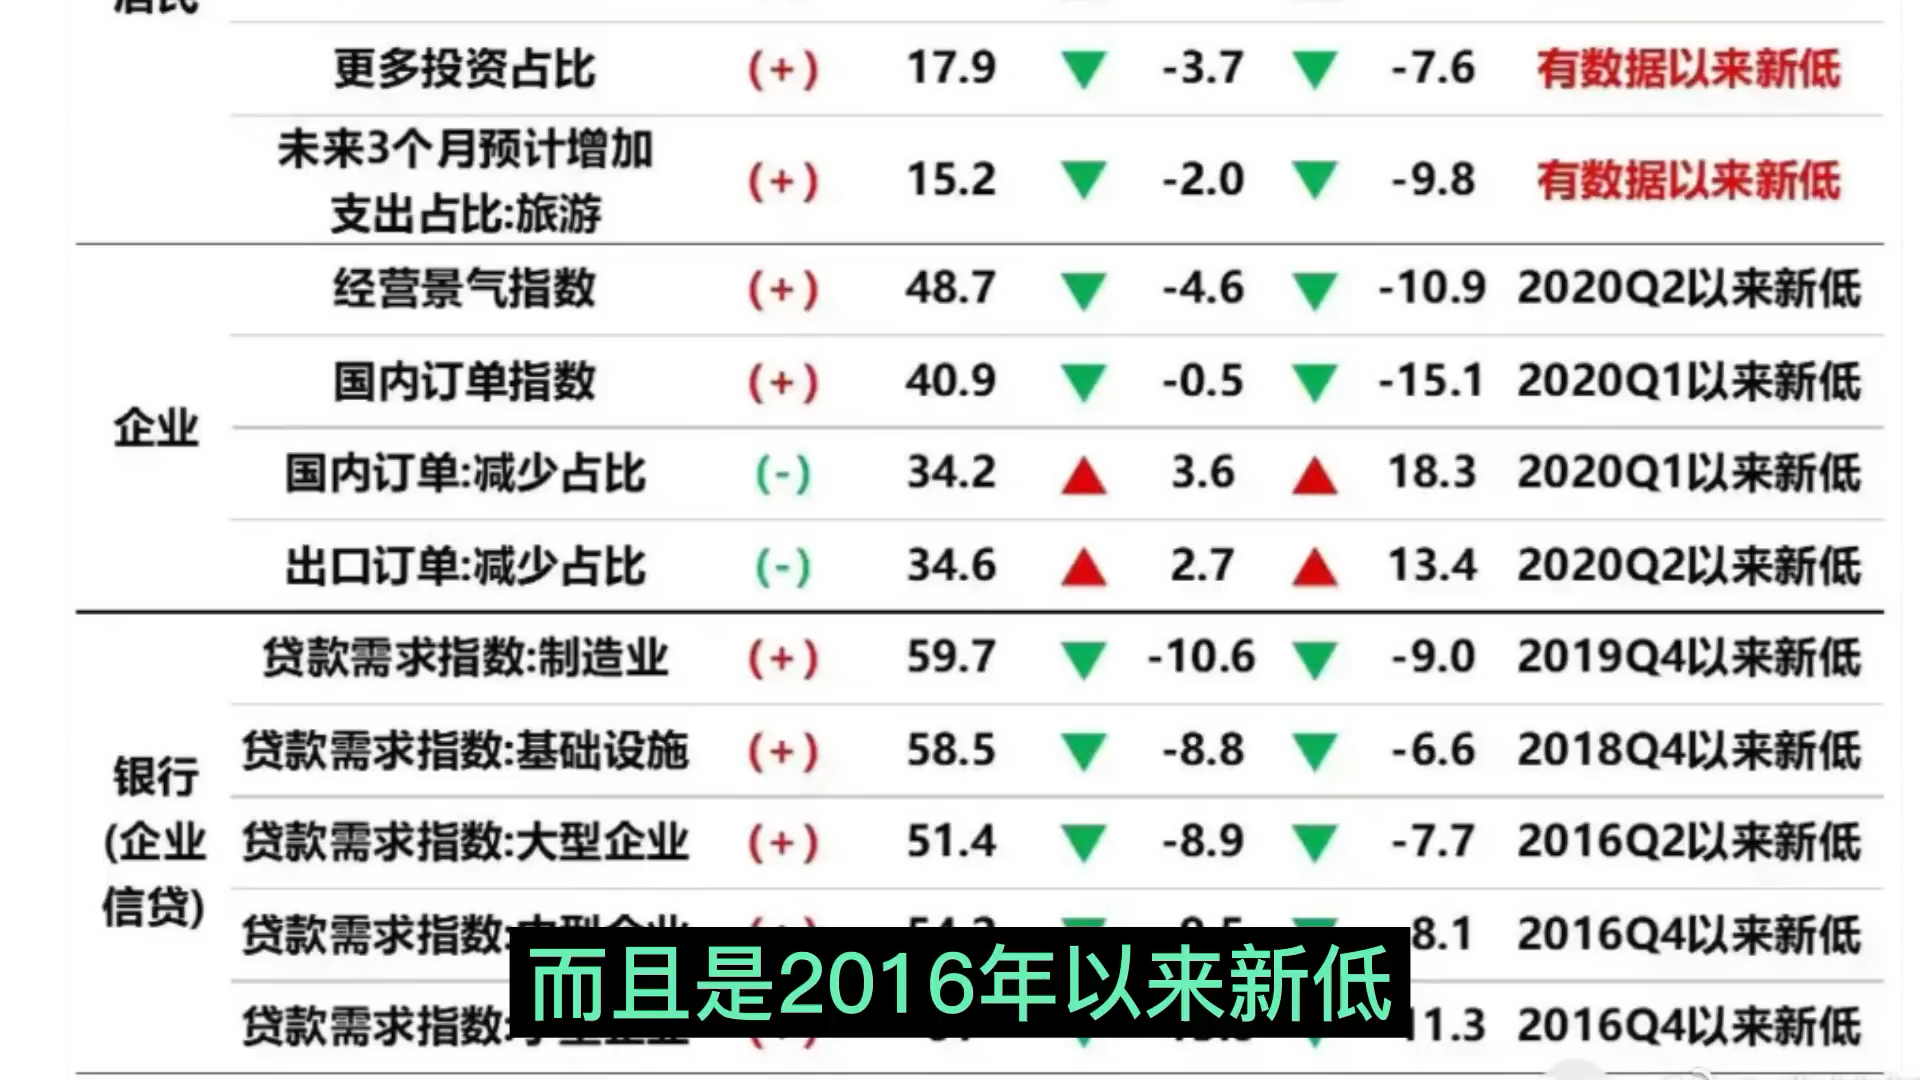 居民
更多投资占比 (+) 17.9 ▼ -3.7 ▼ -7.6 有数据以来新低
未来3个月预计增加
支出占比:旅游 (+) 15.2 ▼ -2.0 ▼ -9.8 有数据以来新低
企业
经营景气指数 (+) 48.7 ▼ -4.6 ▼ -10.9 2020Q2以来新低
国内订单指数 (+) 40.9 ▼ -0.5 ▼ -15.1 2020Q1以来新低
国内订单:减少占比 (-) 34.2 ▲ 3.6 ▲ 18.3 2020Q1以来新低
出口订单:减少占比 (-) 34.6 ▲ 2.7 ▲ 13.4 2020Q2以来新低
银行
(企业
信贷)
贷款需求指数:制造业 (+) 59.7 ▼ -10.6 ▼ -9.0 2019Q4以来新低
贷款需求指数:基础设施 (+) 58.5 ▼ -8.8 ▼ -6.6 2018Q4以来新低
贷款需求指数:大型企业 (+) 51.4 ▼ -8.9 ▼ -7.7 2016Q2以来新低
贷款需求指数: 8.1 2016Q4以来新低
贷款需求指数: 11.3 2016Q4以来新低
而且是2016年以来新低